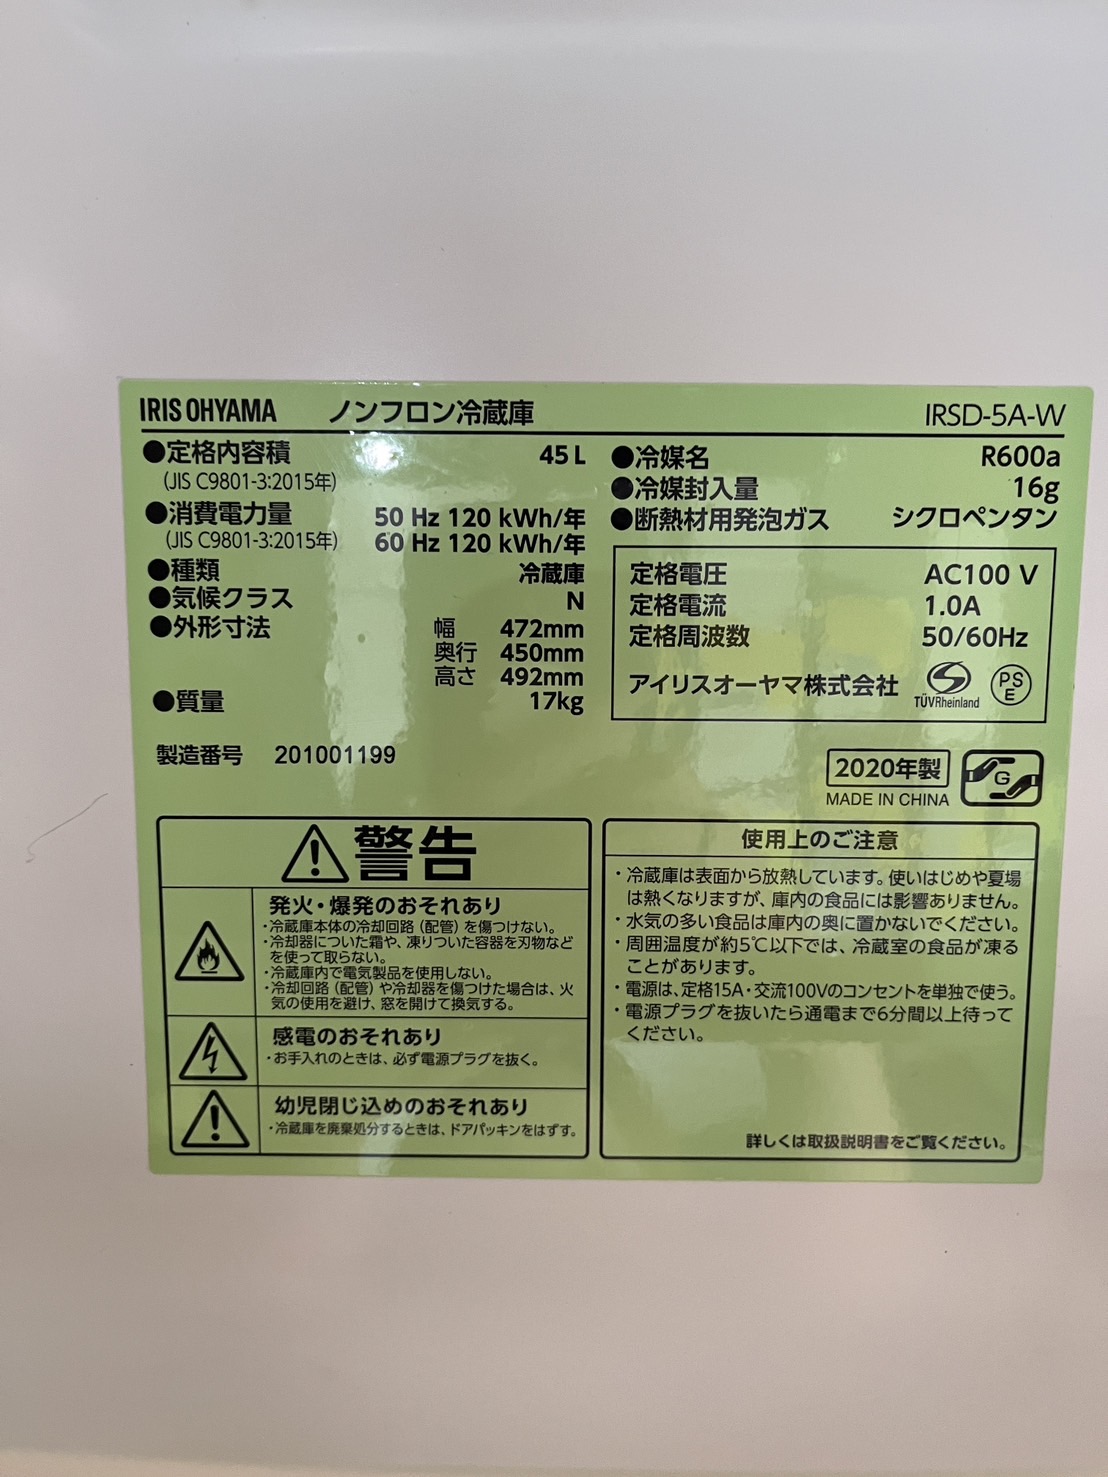 IRIS OHYAMA ノンフロン冷蔵庫 IRSD-5A-W
●定格内容積 45 L
(JIS C9801-3:2015年)
●消費電力量 50 Hz 120 kWh/年
(JIS C9801-3:2015年) 60 Hz 120 kWh/年
●種類 冷蔵庫
●気候クラス N
●外形寸法 幅 472mm
奥行 450mm
高さ 492mm
●質量 17kg
製造番号 201001199
●冷媒名 R600a
●冷媒封入量 16g
●断熱材用発泡ガス シクロペンタン
定格電圧 AC100 V
定格電流 1.0A
定格周波数 50/60Hz
アイリスオーヤマ株式会社 TÜVRheinland PS E
2020年製 G
MADE IN CHINA
警告
発火・爆発のおそれあり
・冷蔵庫本体の冷却回路(配管)を傷つけない。
・冷却器についた霜や、凍りついた容器を刃物など
を使って取らない。
・冷蔵庫内で電気製品を使用しない。
・冷却回路(配管)や冷却器を傷つけた場合は、火
気の使用を避け、窓を開けて換気する。
感電のおそれあり
・お手入れのときは、必ず電源プラグを抜く。
幼児閉じ込めのおそれあり
・冷蔵庫を廃棄処分するときは、ドアパッキンをはずす。
使用上のご注意
・冷蔵庫は表面から放熱しています。使いはじめや夏場
は熱くなりますが、庫内の食品には影響ありません。
・水気の多い食品は庫内の奥に置かないでください。
・周囲温度が約5℃以下では、冷蔵室の食品が凍る
ことがあります。
・電源は、定格15A・交流100Vのコンセントを単独で使う。
・電源プラグを抜いたら通電まで6分間以上待って
ください。
詳しくは取扱説明書をご覧ください。